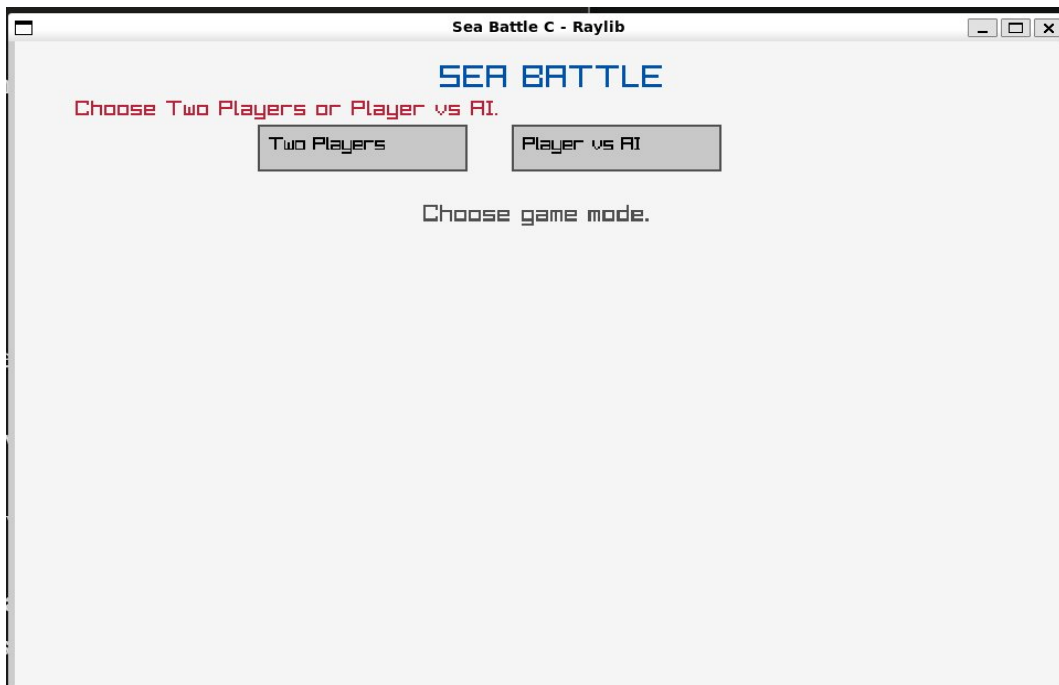 Sea Battle C - Raylib
SEA BATTLE
Choose Two Players or Player vs AI.
Two Players
Player vs AI
Choose game mode.